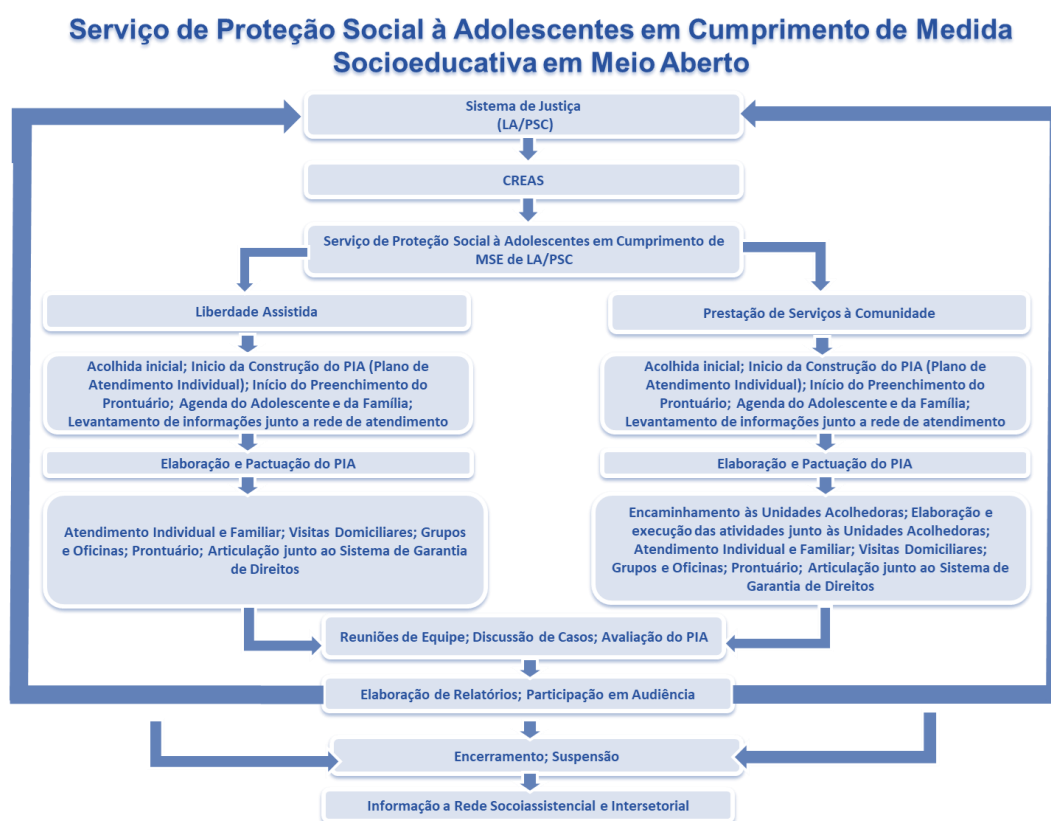 Serviço de Proteção Social à Adolescentes em Cumprimento de Medida
Socioeducativa em Meio Aberto
Sistema de Justiça
(LA/PSC)
CREAS
Serviço de Proteção Social à Adolescentes em Cumprimento de
MSE de LA/PSC
Liberdade Assistida
Acolhida inicial; Inicio da Construção do PIA (Plano de
Atendimento Individual); Início do Preenchimento do
Prontuário; Agenda do Adolescente e da Família;
Levantamento de informações junto a rede de atendimento
Elaboração e Pactuação do PIA
Atendimento Individual e Familiar; Visitas Domiciliares; Grupos
e Oficinas; Prontuário; Articulação junto ao Sistema de Garantia
de Direitos
Prestação de Serviços à Comunidade
Acolhida inicial; Inicio da Construção do PIA (Plano de
Atendimento Individual); Início do Preenchimento do
Prontuário; Agenda do Adolescente e da Família;
Levantamento de informações junto a rede de atendimento
Elaboração e Pactuação do PIA
Encaminhamento às Unidades Acolhedoras; Elaboração e
execução das atividades junto às Unidades Acolhedoras;
Atendimento Individual e Familiar; Visitas Domiciliares;
Grupos e Oficinas; Prontuário; Articulação junto ao Sistema de
Garantia de Direitos
Reuniões de Equipe; Discussão de Casos; Avaliação do PIA
Elaboração de Relatórios; Participação em Audiência
Encerramento; Suspensão
Informação a Rede Socoiassistencial e Intersetorial